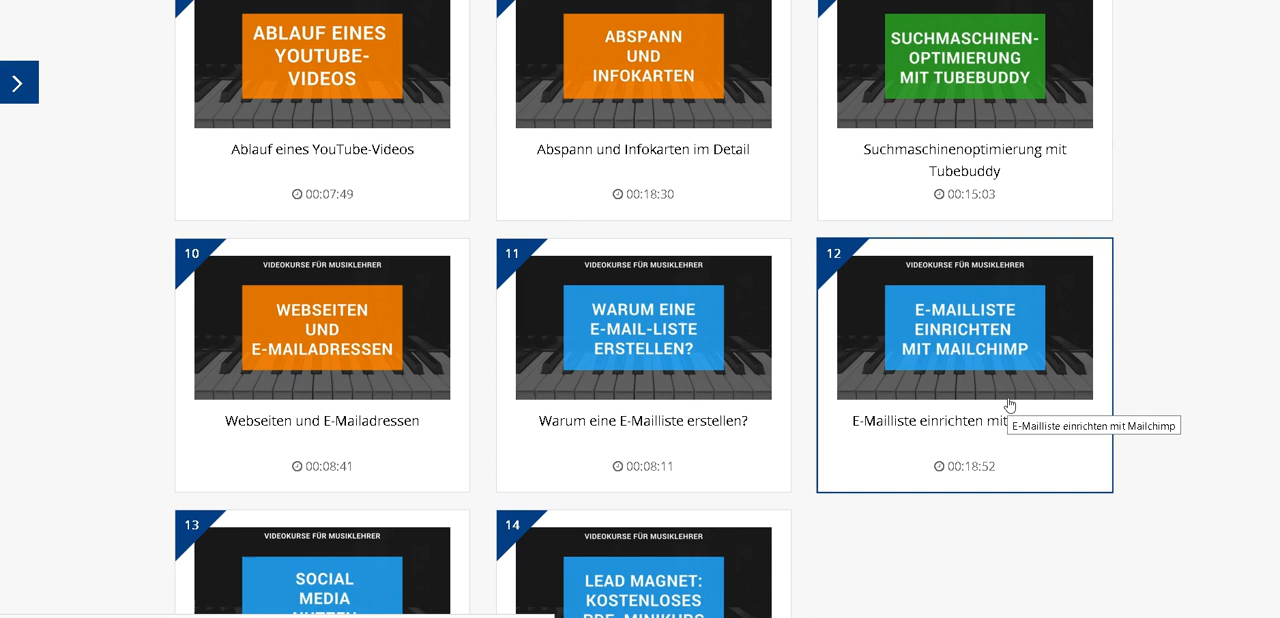 ABLAUF EINES
YOUTUBE-
VIDEOS
Ablauf eines YouTube-Videos
00:07:49
ABSPANN
UND
INFOKARTEN
Abspann und Infokarten im Detail
00:18:30
SUCHMASCHINEN-
OPTIMIERUNG
MIT TUBEBUDDY
Suchmaschinenoptimierung mit
Tubebuddy
00:15:03
10
VIDEOKURSE FÜR MUSIKLEHRER
WEBSEITEN
UND
E-MAILADRESSEN
Webseiten und E-Mailadressen
00:08:41
11
VIDEOKURSE FÜR MUSIKLEHRER
WARUM EINE
E-MAIL-LISTE
ERSTELLEN?
Warum eine E-Mailliste erstellen?
00:08:11
12
VIDEOKURSE FÜR MUSIKLEHRER
E-MAILLISTE
EINRICHTEN
MIT MAILCHIMP
E-Mailliste einrichten mit
E-Mailliste einrichten mit Mailchimp
00:18:52
13
VIDEOKURSE FÜR MUSIKLEHRER
SOCIAL
MEDIA
NUTZEN
14
VIDEOKURSE FÜR MUSIKLEHRER
LEAD MAGNET:
KOSTENLOSES
PDF-MINIKURS